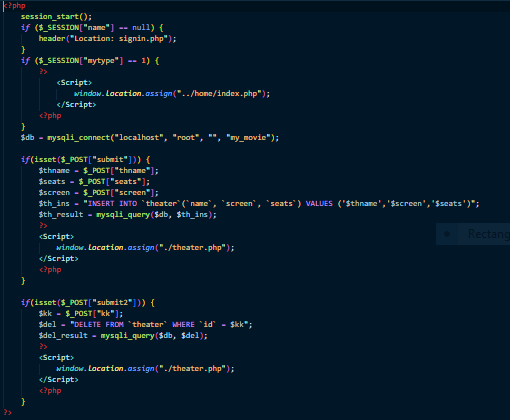 <?php
session_start();
if ($_SESSION["name"] == null) {
header("Location: signin.php");
}
if ($_SESSION["mytype"] == 1) {
?>
<Script>
window.location.assign("../home/index.php");
</Script>
<?php
}
$db = mysqli_connect("localhost", "root", "", "my_movie");
if(isset($_POST["submit"])) {
$thname = $_POST["thname"];
$seats = $_POST["seats"];
$screen = $_POST["screen"];
$th_ins = "INSERT INTO `theater`(`name`, `screen`, `seats`) VALUES ('$thname','$screen','$seats')";
$th_result = mysqli_query($db, $th_ins);
?>
<Script>
window.location.assign("./theater.php");
</Script>
<?php
}
if(isset($_POST["submit2"])) {
$kk = $_POST["kk"];
$del = "DELETE FROM `theater` WHERE `id` = $kk";
$del_result = mysqli_query($db, $del);
?>
<Script>
window.location.assign("./theater.php");
</Script>
<?php
}
?>
Rectang